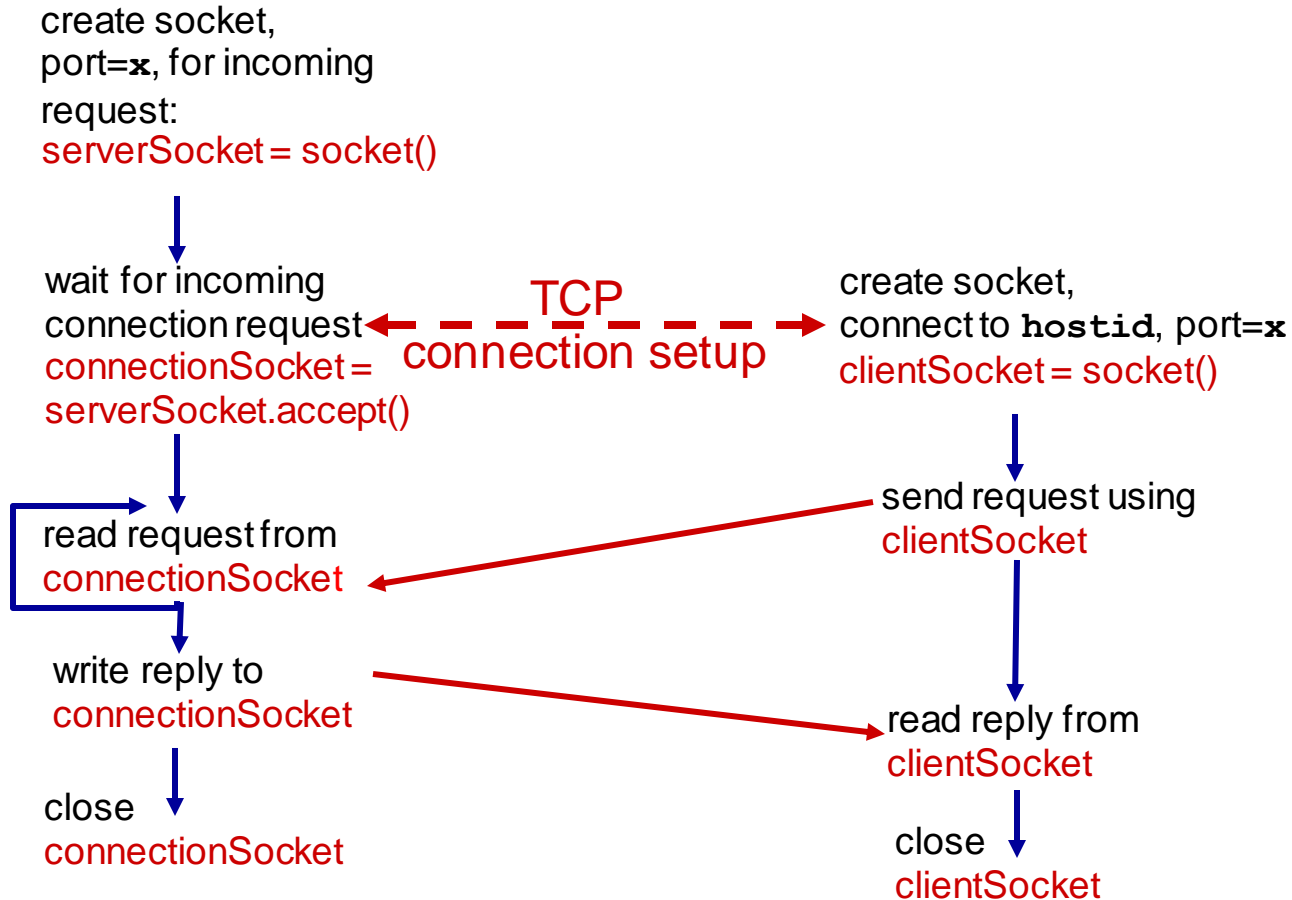 create socket,
port=x, for incoming
request:
serverSocket = socket()
wait for incoming
connection request
connectionSocket =
serverSocket.accept()
TCP
connection setup
create socket,
connect to hostid, port=x
clientSocket = socket()
read request from
connectionSocket
send request using
clientSocket
write reply to
connectionSocket
read reply from
clientSocket
close
connectionSocket
close
clientSocket